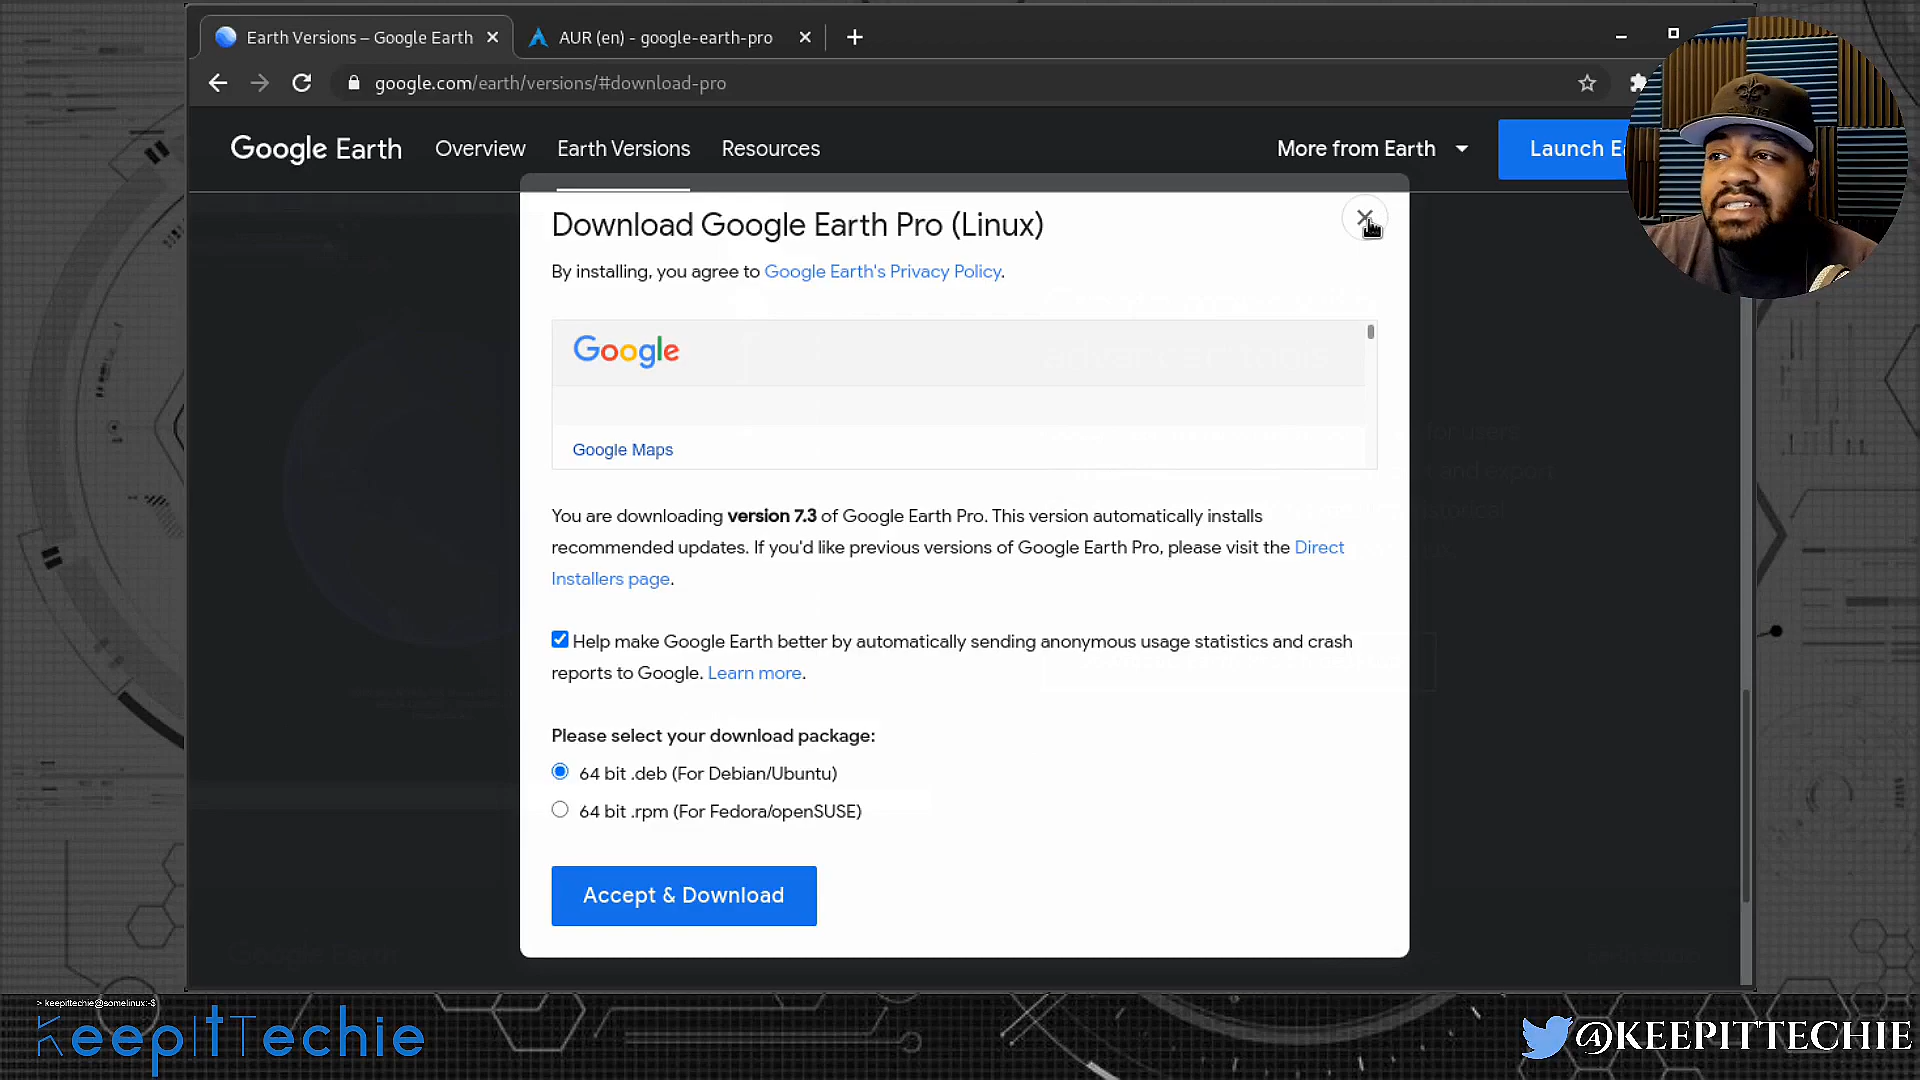 Earth Versions – Google Earth
AUR (en) - google-earth-pro
google.com/earth/versions/#download-pro
Google Earth
Overview
Earth Versions
Resources
More from Earth
Launch E
Download Google Earth Pro (Linux)
By installing, you agree to Google Earth's Privacy Policy.
Google
Google Maps
You are downloading version 7.3 of Google Earth Pro. This version automatically installs
recommended updates. If you'd like previous versions of Google Earth Pro, please visit the Direct
Installers page.
Help make Google Earth better by automatically sending anonymous usage statistics and crash
reports to Google. Learn more.
Please select your download package:
64 bit .deb (For Debian/Ubuntu)
64 bit .rpm (For Fedora/openSUSE)
Accept & Download
Google Earth
> keepittechie@somelinux:~$
KeepItTechie
@KEEPITTECHIE